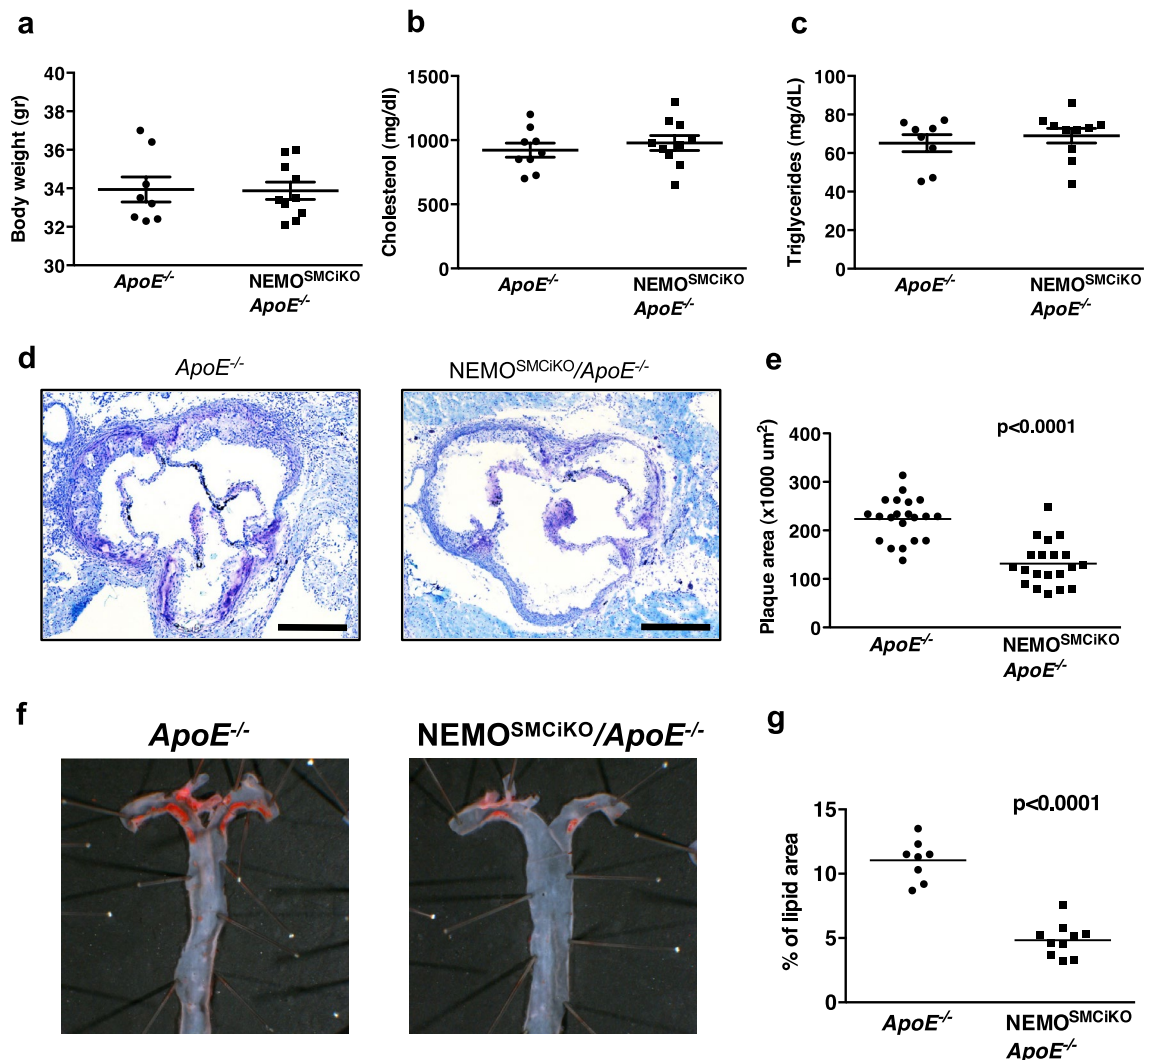 a
Body weight (gr)
40
38
36
34
32
30
ApoE-/-
NEMOSMCiKO
ApoE-/-
b
Cholesterol (mg/dl)
1500
1000
500
0
ApoE-/-
NEMOSMCiKO
ApoE-/-
c
Triglycerides (mg/dL)
100
80
60
40
20
0
ApoE-/-
NEMOSMCiKO
ApoE-/-
d
ApoE-/-
NEMOSMCiKO/ApoE-/-
e
Plaque area (x1000 um2)
p<0.0001
400
300
200
100
0
ApoE-/-
NEMOSMCiKO
ApoE-/-
f
ApoE-/-
NEMOSMCiKO/ApoE-/-
g
% of lipid area
p<0.0001
15
10
5
0
ApoE-/-
NEMOSMCiKO
ApoE-/-